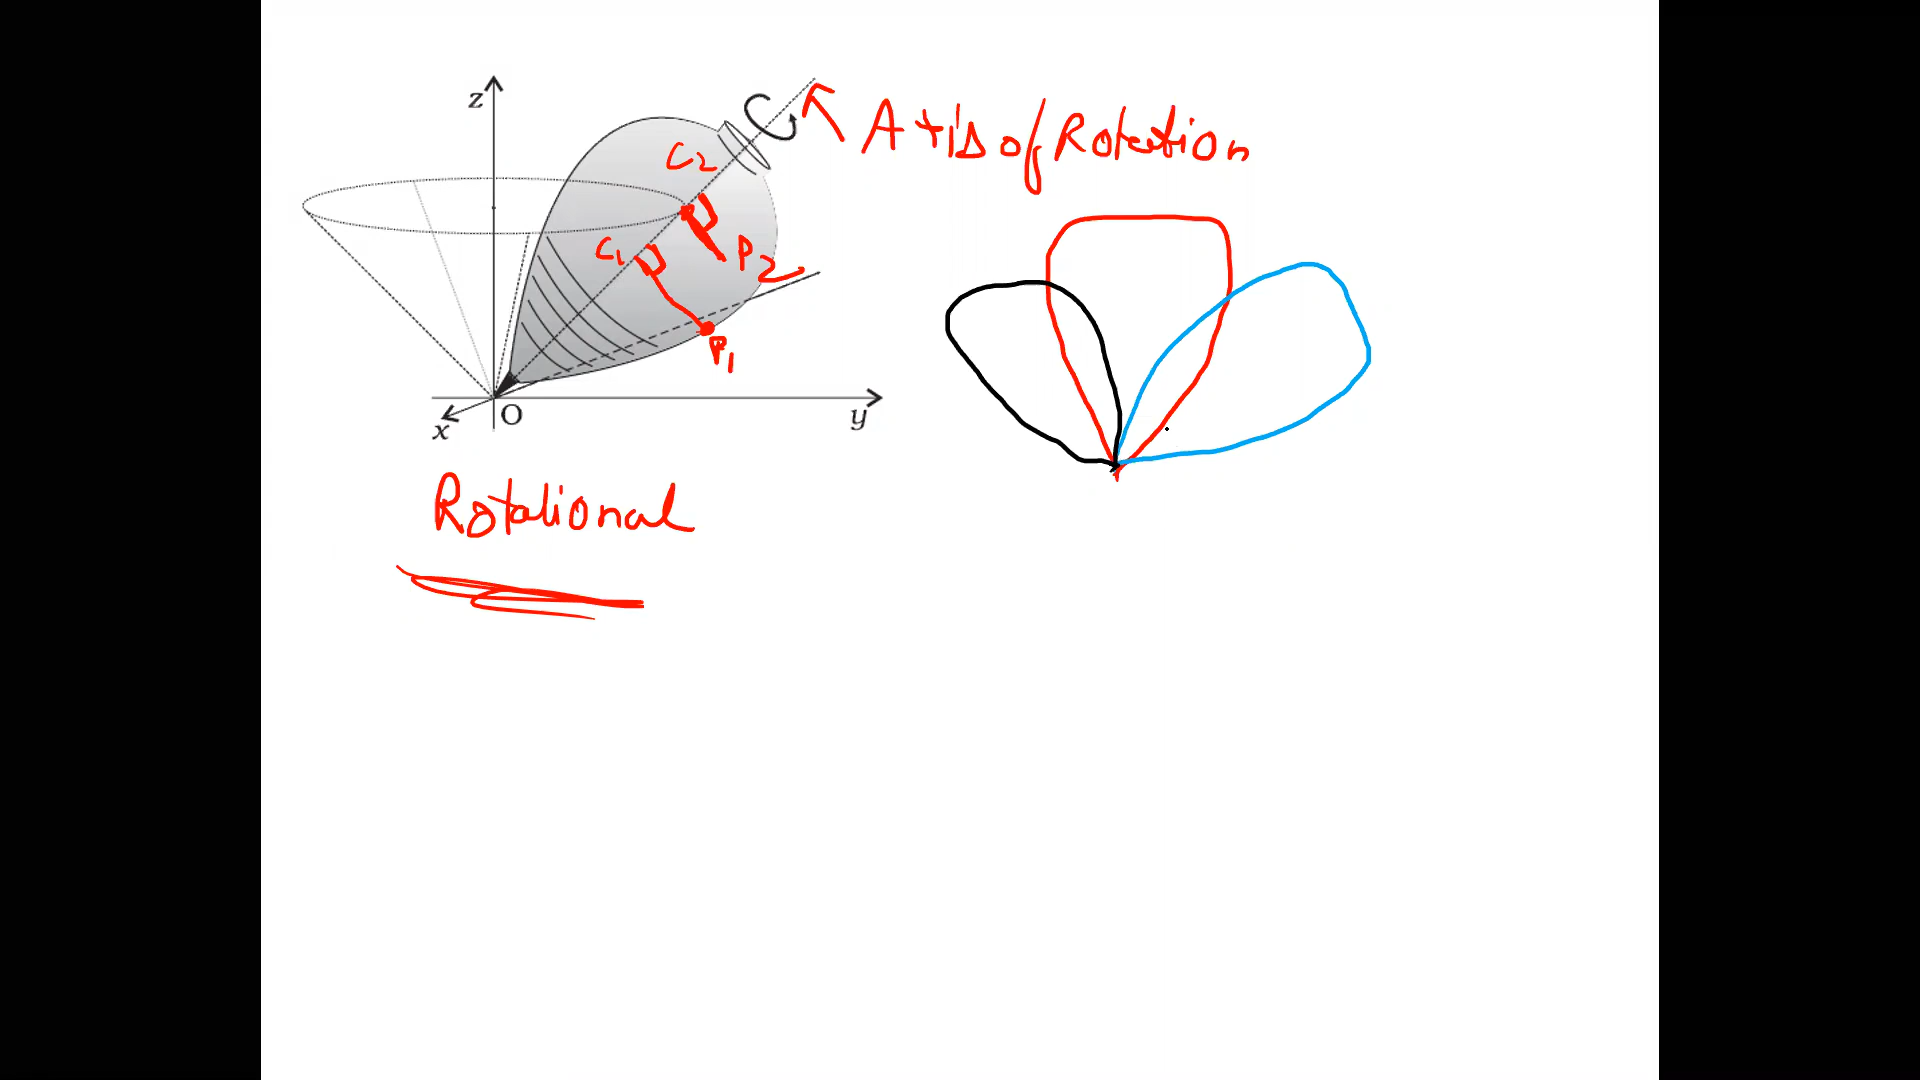 z
Axis of Rotation
C2
C1
P2
P1
O
y
x
Rotational